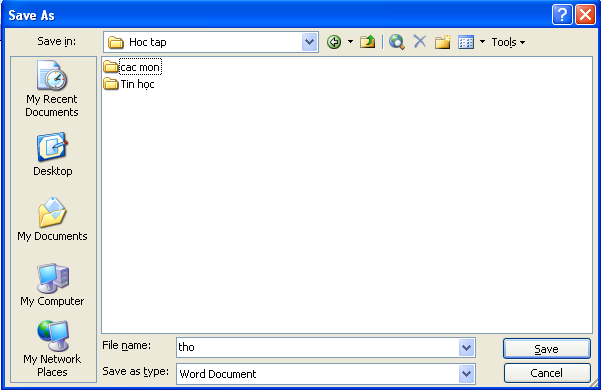 Save As
Save in:
Hoc tap
Tools
cac mon
Tin học
My Recent
Documents
Desktop
My Documents
My Computer
My Network
Places
File name:
tho
Save
Save as type:
Word Document
Cancel